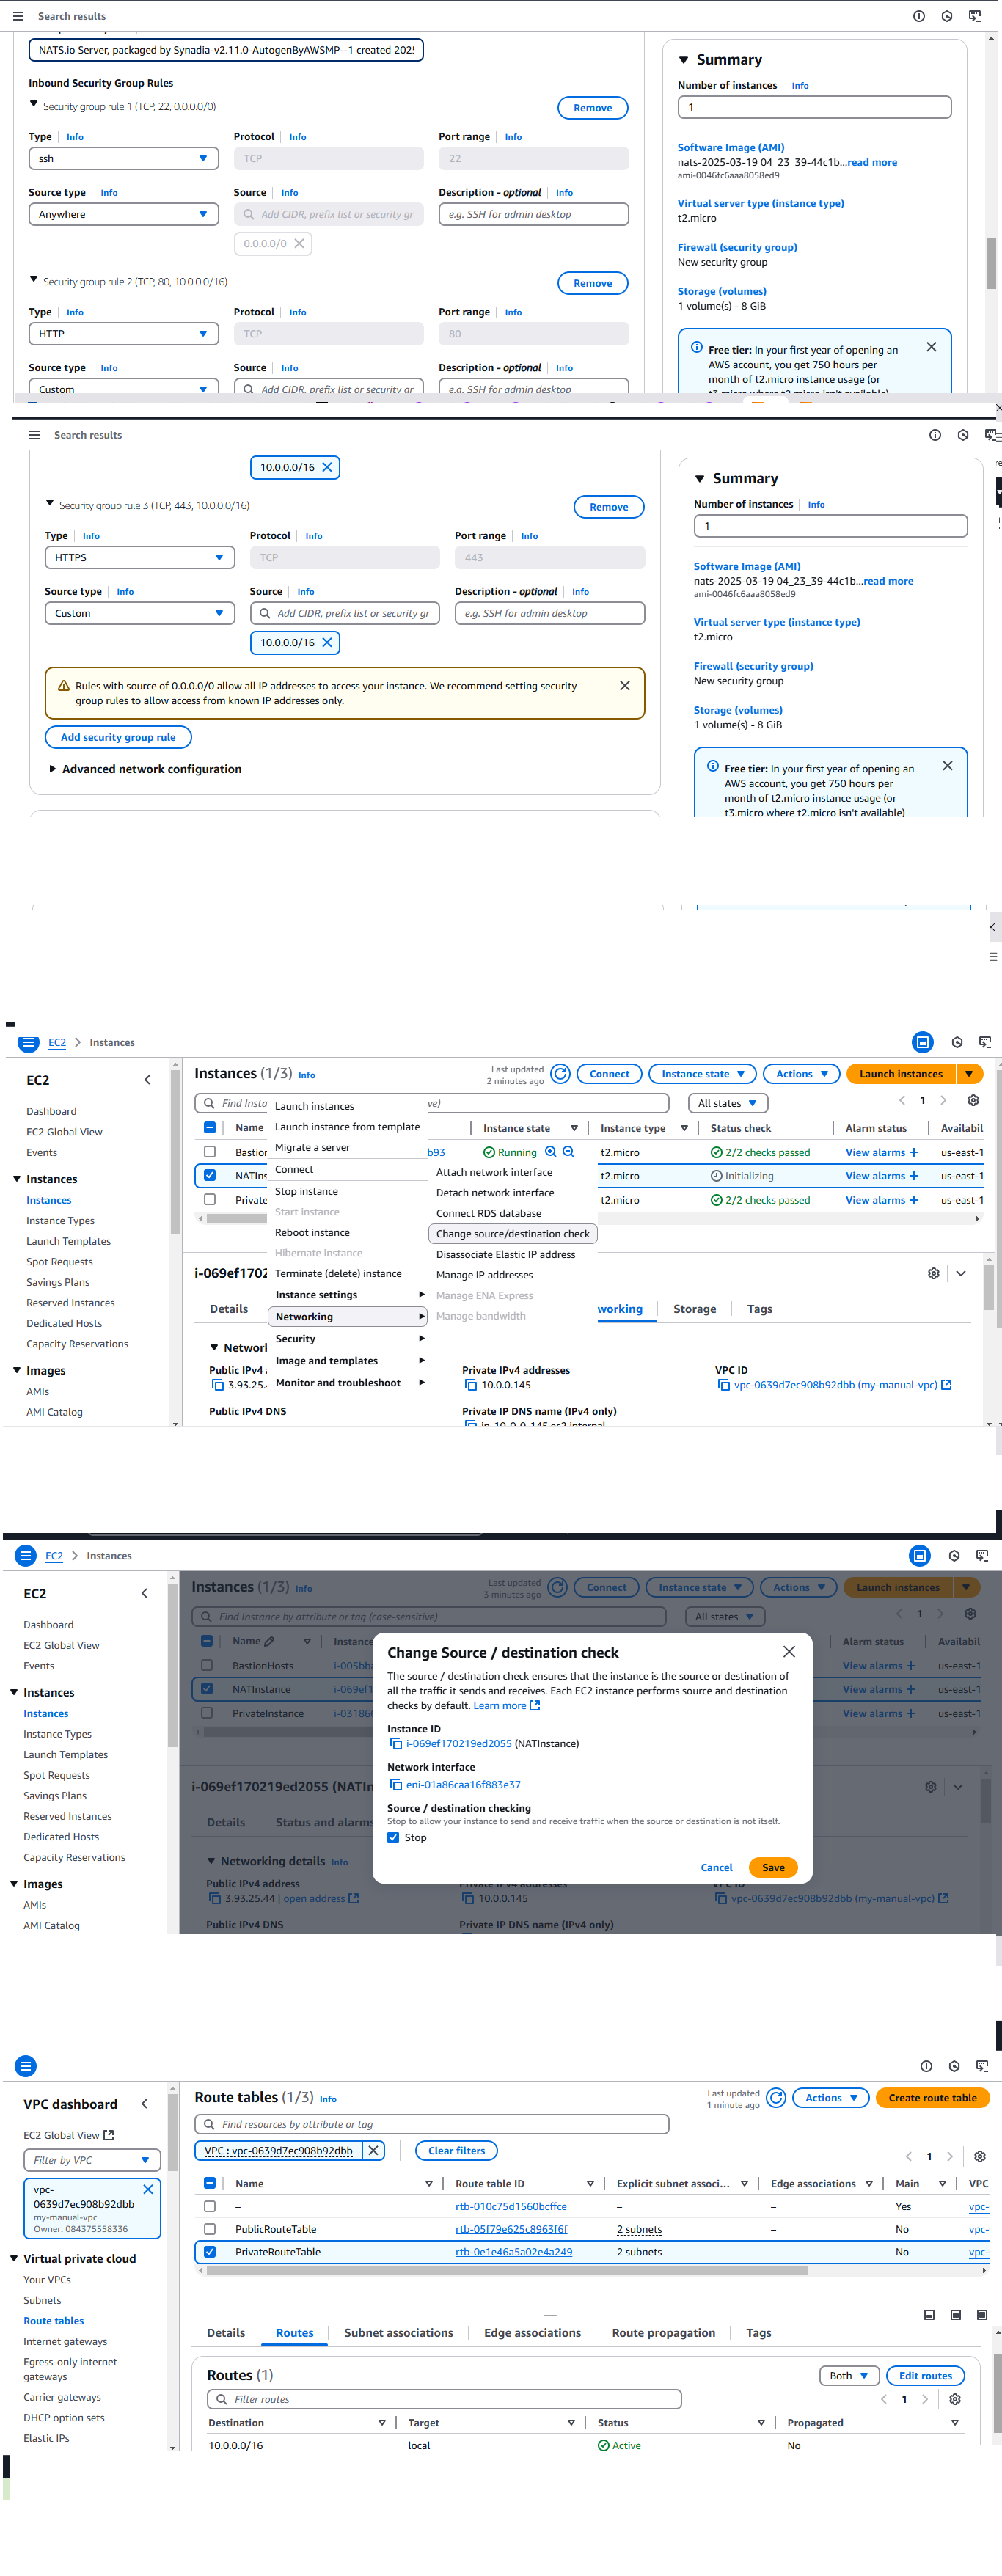 Search results
NATS.io Server, packaged by Synadia-v2.11.0-AutogenByAWSMP--1 created 202
Inbound Security Group Rules
Security group rule 1 (TCP, 22, 0.0.0.0/0)
Remove
Type Info Protocol Info Port range Info
ssh TCP 22
Source type Info Source Info Description - optional Info
Anywhere Add CIDR, prefix list or security gr e.g. SSH for admin desktop
0.0.0.0/0
Security group rule 2 (TCP, 80, 10.0.0.0/16)
Remove
Type Info Protocol Info Port range Info
HTTP TCP 80
Source type Info Source Info Description - optional Info
Custom Add CIDR, prefix list or security gr e.g. SSH for admin desktop
Summary
Number of instances Info
1
Software Image (AMI)
nats-2025-03-19 04_23_39-44c1b...read more
ami-0046fc6aaa8058ed9
Virtual server type (instance type)
t2.micro
Firewall (security group)
New security group
Storage (volumes)
1 volume(s) - 8 GiB
Free tier: In your first year of opening an
AWS account, you get 750 hours per
month of t2.micro instance usage (or
t3.micro where t2.micro isn't available)
Search results
10.0.0.0/16
Security group rule 3 (TCP, 443, 10.0.0.0/16)
Remove
Type Info Protocol Info Port range Info
HTTPS TCP 443
Source type Info Source Info Description - optional Info
Custom Add CIDR, prefix list or security gr e.g. SSH for admin desktop
10.0.0.0/16
Rules with source of 0.0.0.0/0 allow all IP addresses to access your instance. We recommend setting security
group rules to allow access from known IP addresses only.
Add security group rule
Advanced network configuration
Summary
Number of instances Info
1
Software Image (AMI)
nats-2025-03-19 04_23_39-44c1b...read more
ami-0046fc6aaa8058ed9
Virtual server type (instance type)
t2.micro
Firewall (security group)
New security group
Storage (volumes)
1 volume(s) - 8 GiB
Free tier: In your first year of opening an
AWS account, you get 750 hours per
month of t2.micro instance usage (or
t3.micro where t2.micro isn't available)
EC2 Instances
EC2
Dashboard
EC2 Global View
Events
Instances
Instances
Instance Types
Launch Templates
Spot Requests
Savings Plans
Reserved Instances
Dedicated Hosts
Capacity Reservations
Images
AMIs
AMI Catalog
Instances (1/3) Info
Last updated
2 minutes ago
Connect Instance state Actions Launch instances
Find Insta ve)
All states 1
Name Instance state Instance type Status check Alarm status Availabil
Bastion b93 Running t2.micro 2/2 checks passed View alarms + us-east-1
NATIns t2.micro Initializing View alarms + us-east-1
Private t2.micro 2/2 checks passed View alarms + us-east-1
Launch instances
Launch instance from template
Migrate a server
Connect
Stop instance
Start instance
Reboot instance
Hibernate instance
Terminate (delete) instance
Instance settings
Networking
Security
Image and templates
Monitor and troubleshoot
Attach network interface
Detach network interface
Connect RDS database
Change source/destination check
Disassociate Elastic IP address
Manage IP addresses
Manage ENA Express
Manage bandwidth
i-069ef1702
Details working Storage Tags
Network
Public IPv4 a Private IPv4 addresses VPC ID
3.93.25. 10.0.0.145 vpc-0639d7ec908b92dbb (my-manual-vpc)
Public IPv4 DNS Private IP DNS name (IPv4 only)
ip-10-0-0-145.ec2.internal
EC2 Instances
EC2
Dashboard
EC2 Global View
Events
Instances
Instances
Instance Types
Launch Templates
Spot Requests
Savings Plans
Reserved Instances
Dedicated Hosts
Capacity Reservations
Images
AMIs
AMI Catalog
Instances (1/3) Info
Last updated
3 minutes ago
Connect Instance state Actions Launch instances
Find Instance by attribute or tag (case-sensitive)
All states 1
Name Instanc Alarm status Availabil
BastionHosts i-005bb View alarms + us-east-1
NATInstance i-069ef1 View alarms + us-east-1
PrivateInstance i-03186 View alarms + us-east-1
Change Source / destination check
The source / destination check ensures that the instance is the source or destination of
all the traffic it sends and receives. Each EC2 instance performs source and destination
checks by default. Learn more
Instance ID
i-069ef170219ed2055 (NATInstance)
Network interface
eni-01a86caa16f883e37
Source / destination checking
Stop to allow your instance to send and receive traffic when the source or destination is not itself.
Stop
Cancel Save
i-069ef170219ed2055 (NATIn
Details Status and alarms
Networking details Info
Public IPv4 address Private IPv4 addresses VPC ID
3.93.25.44 | open address 10.0.0.145 vpc-0639d7ec908b92dbb (my-manual-vpc)
Public IPv4 DNS Private IP DNS name (IPv4 only)
VPC dashboard
EC2 Global View
Filter by VPC
vpc-
0639d7ec908b92dbb
my-manual-vpc
Owner: 084375558336
Virtual private cloud
Your VPCs
Subnets
Route tables
Internet gateways
Egress-only internet
gateways
Carrier gateways
DHCP option sets
Elastic IPs
Route tables (1/3) Info
Last updated
1 minute ago
Actions Create route table
Find resources by attribute or tag
VPC : vpc-0639d7ec908b92dbb Clear filters 1
Name Route table ID Explicit subnet associ... Edge associations Main VPC
– rtb-010c75d1560bcffce – – Yes vpc-
PublicRouteTable rtb-05f79e625c8963f6f 2 subnets – No vpc-
PrivateRouteTable rtb-0e1e46a5a02e4a249 2 subnets – No vpc-
Details Routes Subnet associations Edge associations Route propagation Tags
Routes (1)
Both Edit routes
Filter routes 1
Destination Target Status Propagated
10.0.0.0/16 local Active No